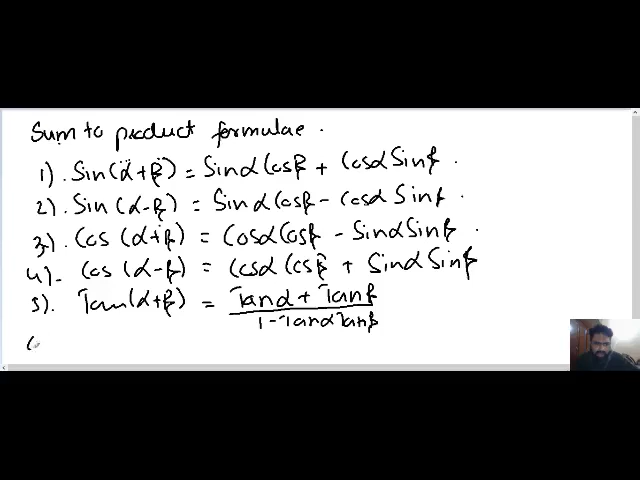 Sum to product formulae.
1). Sin(α+β) = Sinα Cosβ + Cosα Sinβ.
2). Sin (α-β) = Sinα Cosβ - Cosα Sinβ.
3). Cos (α+β) = Cosα Cosβ - Sinα Sinβ.
4). Cos (α-β) = Cosα Cosβ + Sinα Sinβ
5). Tan(α+β) = Tanα + Tanβ
1-Tanα Tanβ